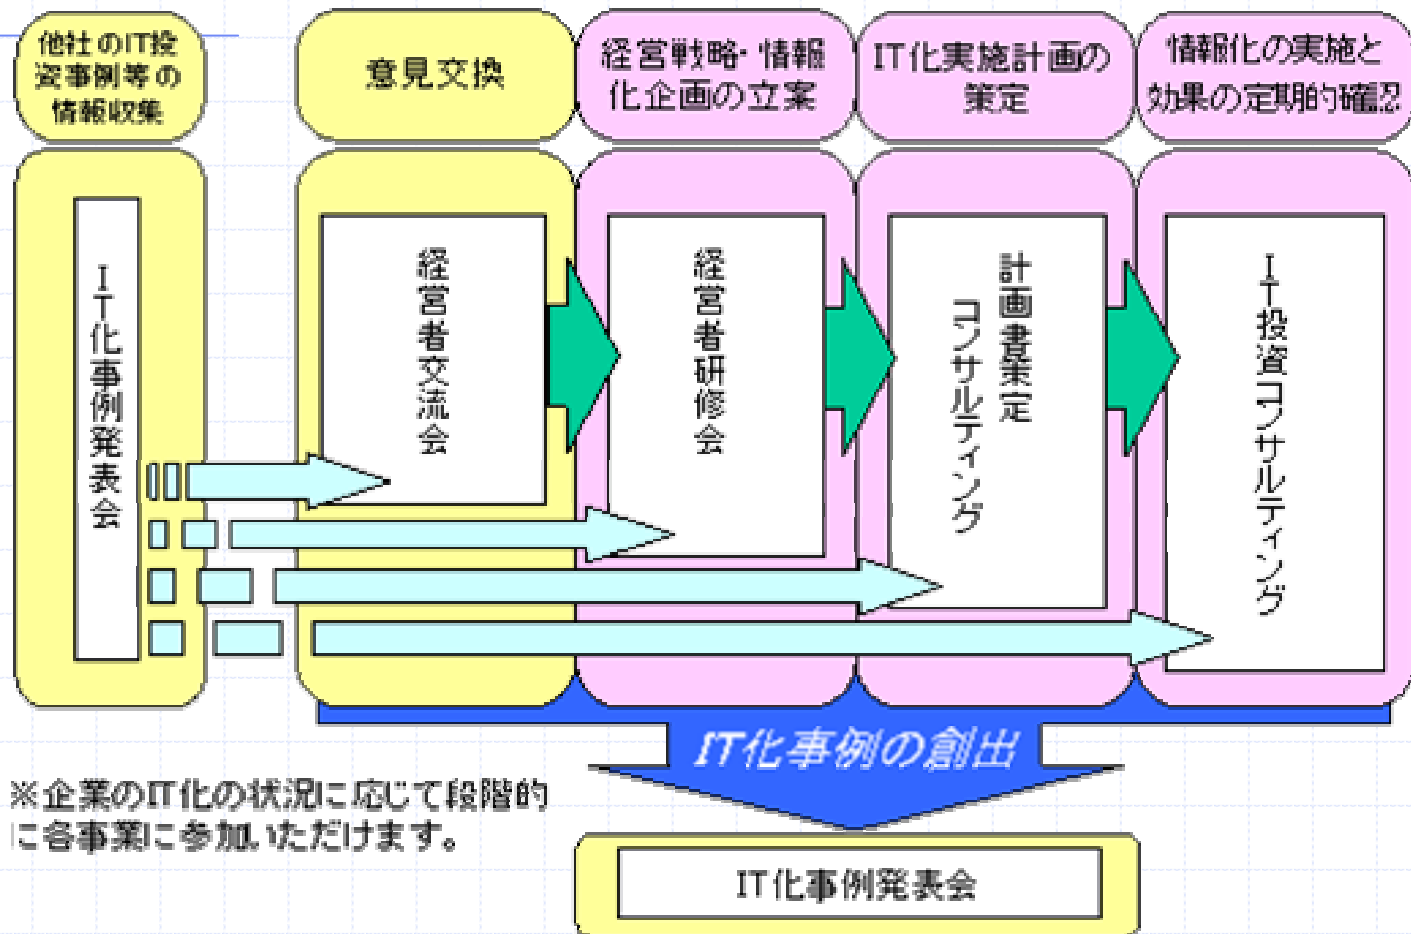 他社のIT投
資事例等の
情報収集
意見交換
経営戦略・情報
化企画の立案
IT化実施計画の
策定
情報化の実施と
効果の定期的確認
IT化事例発表会
経営者交流会
経営者研修会
計画書策定
コンサルティング
IT投資コンサルティング
IT化事例の創出
※企業のIT化の状況に応じて段階的
に各事業に参加いただけます。
IT化事例発表会